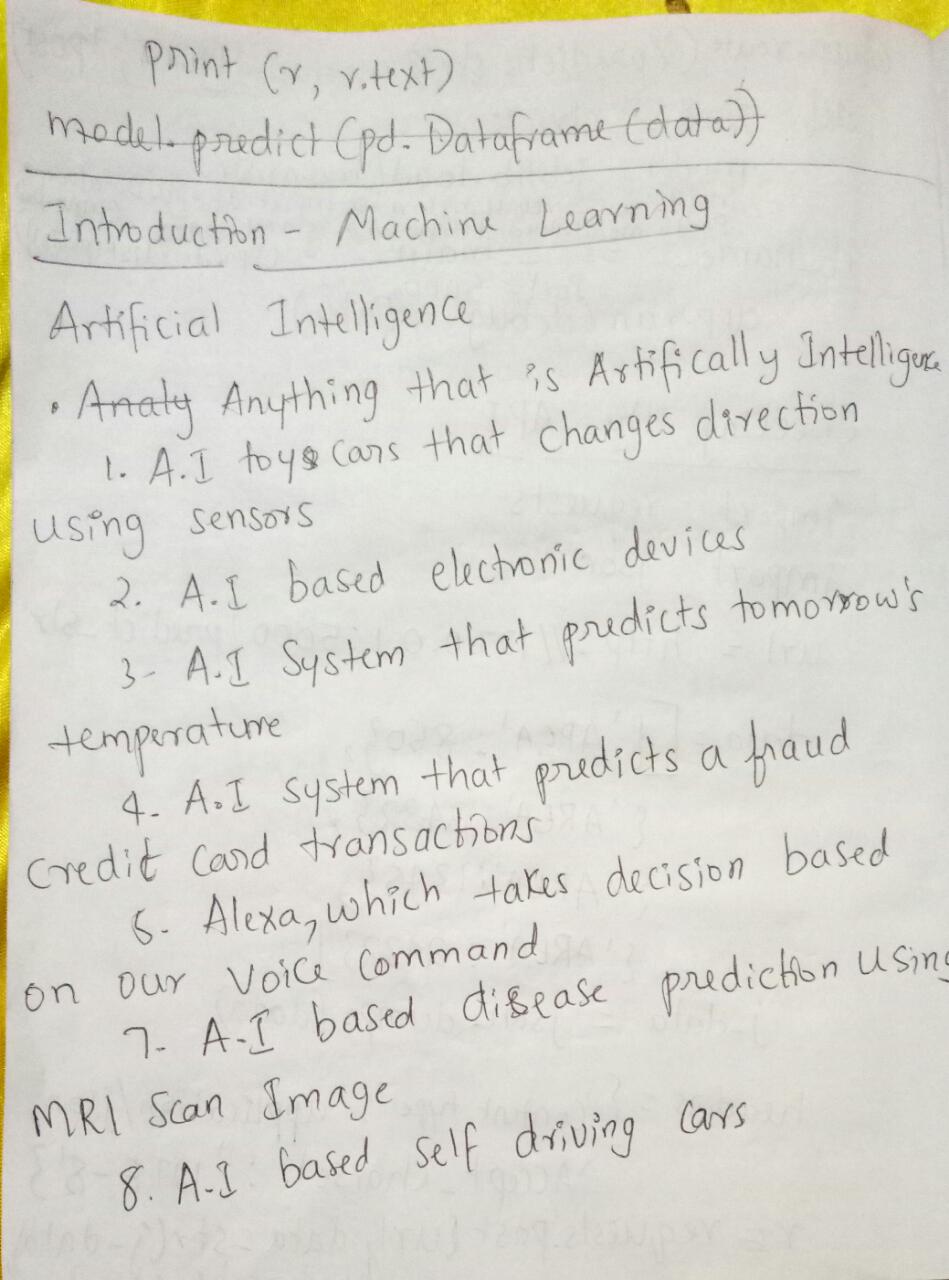 print (r, r.text)
model.predict (pd.Dataframe (data))
Introduction - Machine Learning
Artificial Intelligence
• Analy Anything that is Artifically Intelligence
1. A.I toys cars that changes direction
using sensors
2. A.I based electronic devices
3- A.I System that predicts tomorrow's
temperature
4- A.I system that predicts a fraud
Credit Card transactions
6- Alexa, which takes decision based
on our voice Command
7- A-I based disease prediction Using
MRI Scan Image
8. A-I based self driving cars